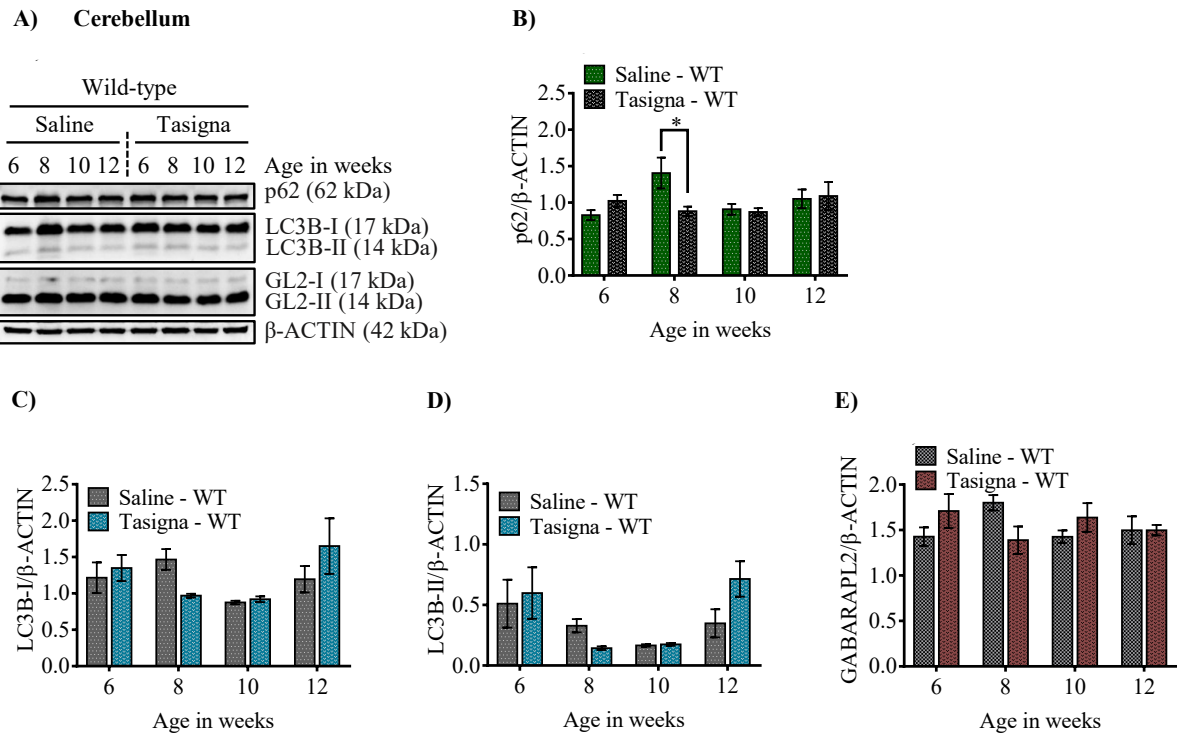 A) Cerebellum
Wild-type
Saline Tasigna
6 8 10 12 6 8 10 12 Age in weeks
p62 (62 kDa)
LC3B-I (17 kDa)
LC3B-II (14 kDa)
GL2-I (17 kDa)
GL2-II (14 kDa)
β-ACTIN (42 kDa)
B)
Saline - WT
Tasigna - WT
*
p62/β-ACTIN
2.5
2.0
1.5
1.0
0.5
0.0
6 8 10 12
Age in weeks
C)
LC3B-I/β-ACTIN
2.5
2.0
1.5
1.0
0.5
0.0
Saline - WT
Tasigna - WT
6 8 10 12
Age in weeks
D)
LC3B-II/β-ACTIN
1.5
1.0
0.5
0.0
Saline - WT
Tasigna - WT
6 8 10 12
Age in weeks
E)
Saline - WT
Tasigna - WT
GABARAPL2/β-ACTIN
2.0
1.5
1.0
0.5
0.0
6 8 10 12
Age in weeks